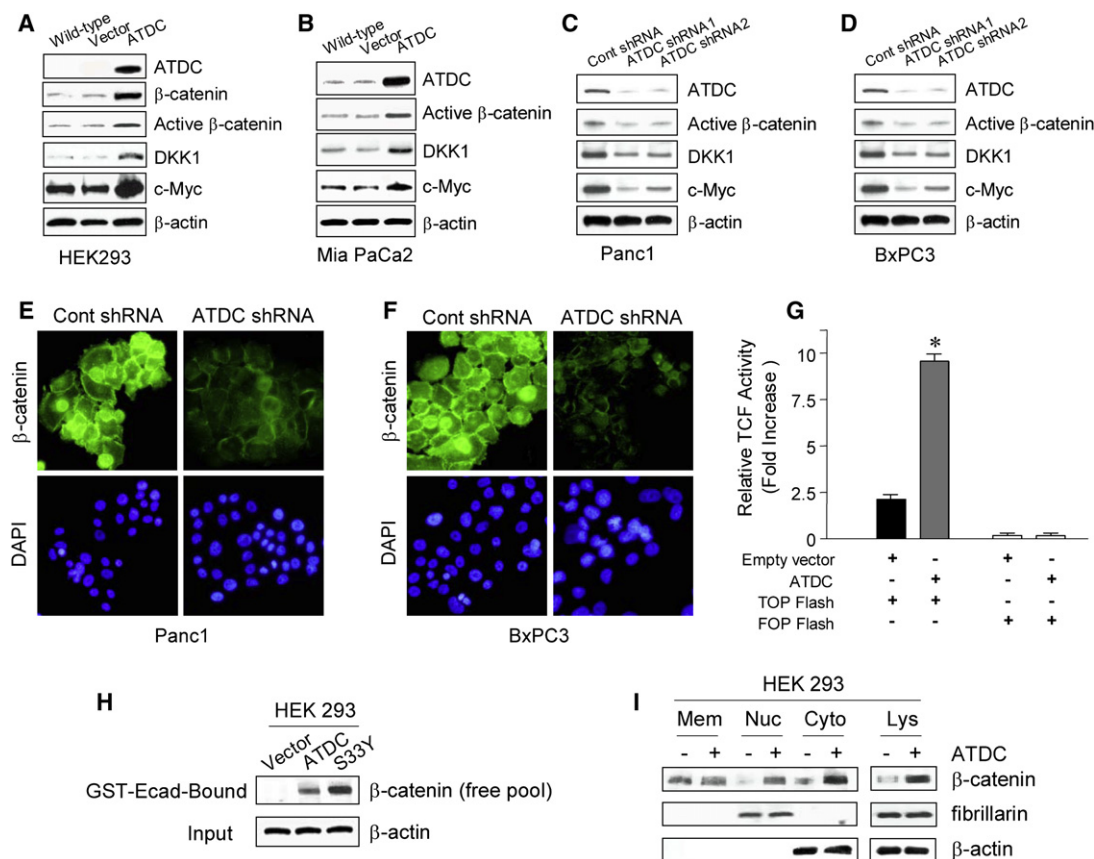 A
Wild-type Vector ATDC
ATDC
β-catenin
Active β-catenin
DKK1
c-Myc
β-actin
HEK293
B
Wild-type Vector ATDC
ATDC
Active β-catenin
DKK1
c-Myc
β-actin
Mia PaCa2
C
Cont shRNA ATDC shRNA1 ATDC shRNA2
ATDC
Active β-catenin
DKK1
c-Myc
β-actin
Panc1
D
Cont shRNA ATDC shRNA1 ATDC shRNA2
ATDC
Active β-catenin
DKK1
c-Myc
β-actin
BxPC3
E
Cont shRNA ATDC shRNA
β-catenin
DAPI
Panc1
F
Cont shRNA ATDC shRNA
β-catenin
DAPI
BxPC3
G
Relative TCF Activity
(Fold Increase )
10
7.5
5
2.5
0
*
Empty vector + - + -
ATDC - + - +
TOP Flash + + - -
FOP Flash - - + +
H
HEK 293
Vector ATDC S33Y
GST-Ecad-Bound β-catenin (free pool)
Input β-actin
I
HEK 293
Mem Nuc Cyto Lys
- + - + - + - + ATDC
β-catenin
fibrillarin
β-actin